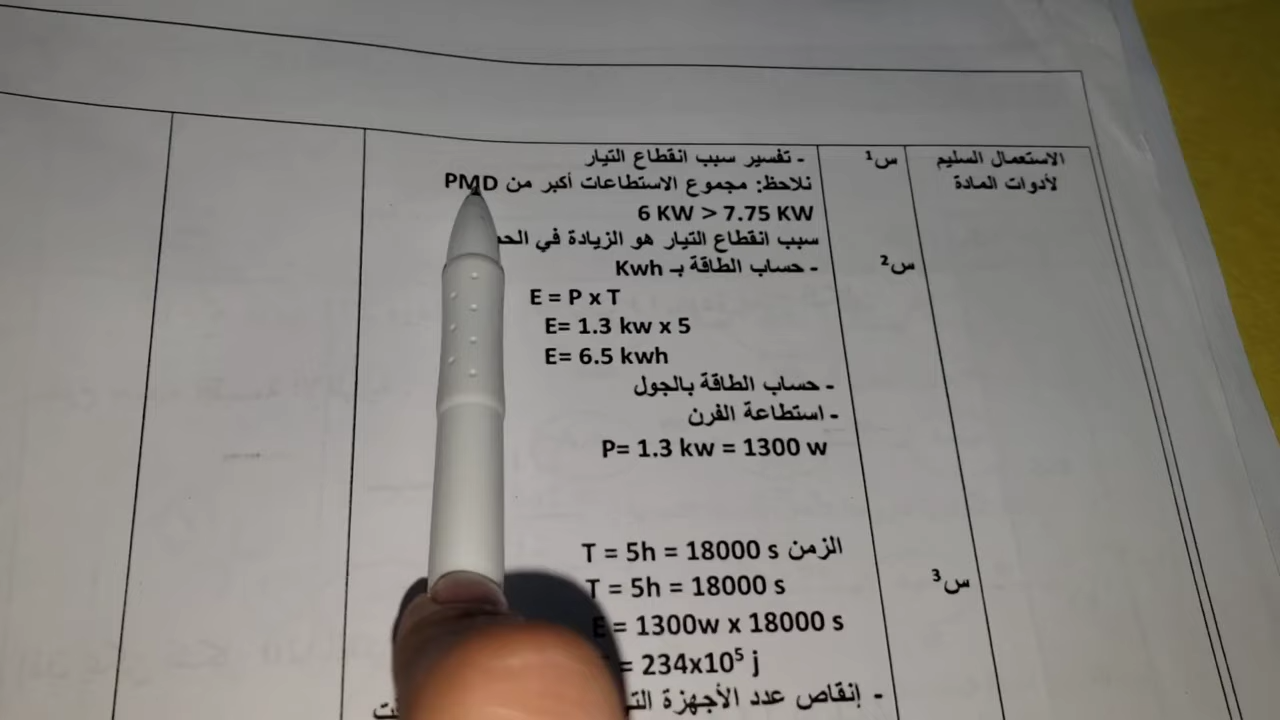 الاستعمال السليم
لأدوات المادة
س1
- تفسير سبب انقطاع التيار
نلاحظ: مجموع الاستطاعات أكبر من PMD
6 KW > 7.75 KW
سبب انقطاع التيار هو الزيادة في
س2
- حساب الطاقة بـ Kwh
E = P x T
E= 1.3 kw x 5
E= 6.5 kwh
- حساب الطاقة بالجول
- استطاعة الفرن
P= 1.3 kw = 1300 w
الزمن T = 5h = 18000 s
T = 5h = 18000 s
س3
E = 1300w x 18000 s
= 234x10⁵ j
- إنقاص عدد الأجهزة